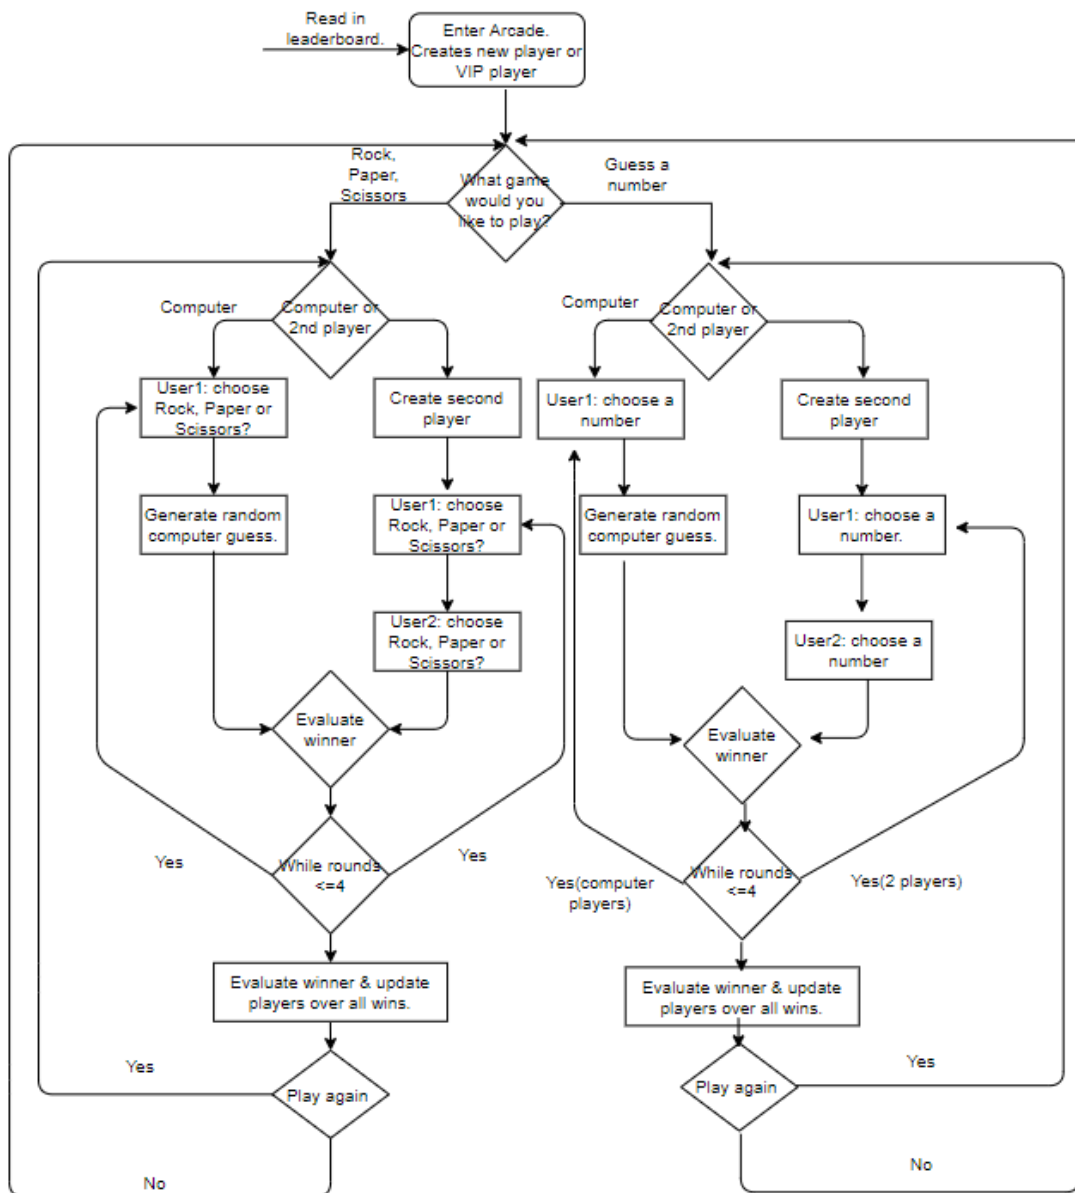 Read in
leaderboard.
Enter Arcade.
Creates new player or
VIP player
Rock,
Paper,
Scissors
What game
would you
like to play?
Guess a
number
Computer
Computer or
2nd player
Computer
Computer or
2nd player
User1: choose
Rock, Paper or
Scissors?
Create second
player
User1: choose a
number
Create second
player
Generate random
computer guess.
User1: choose
Rock, Paper or
Scissors?
Generate random
computer guess.
User1: choose a
number.
User2: choose
Rock, Paper or
Scissors?
User2: choose a
number
Evaluate
winner
Evaluate
winner
Yes
While rounds
<=4
Yes
Yes(computer
players)
While rounds
<=4
Yes(2 players)
Evaluate winner & update
players over all wins.
Evaluate winner & update
players over all wins.
Yes
Play again
Play again
Yes
No
No